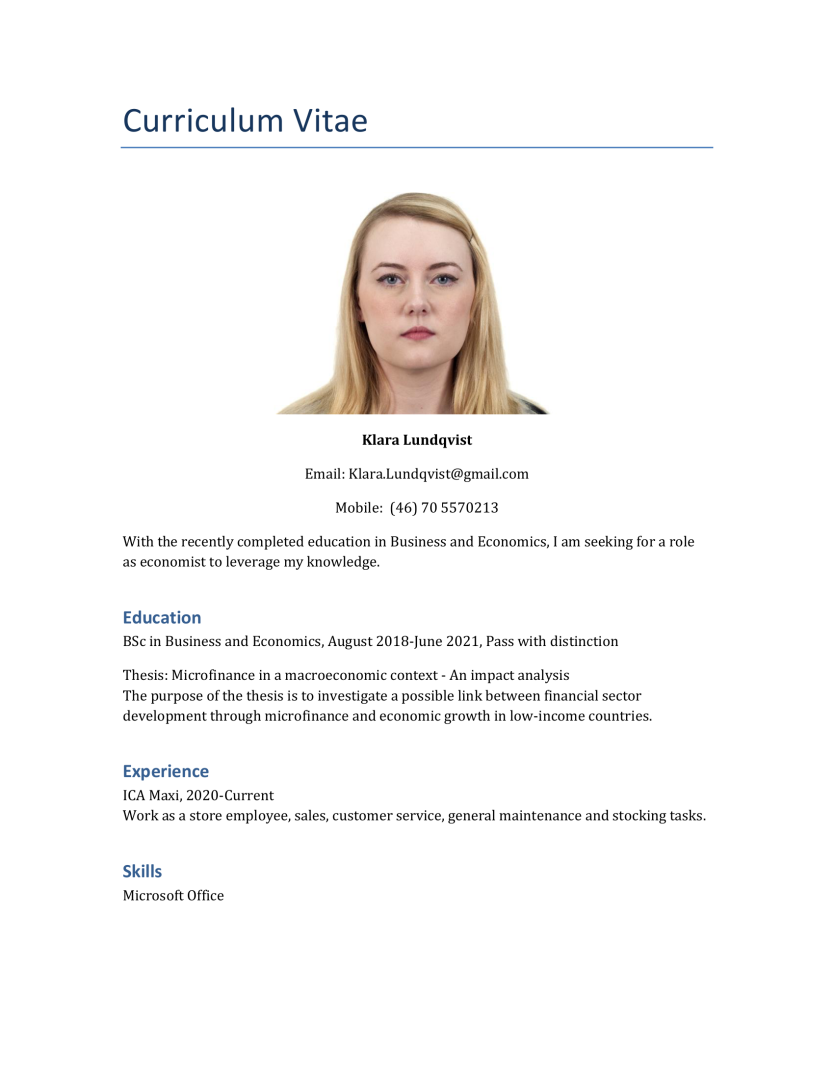 Curriculum Vitae
Klara Lundqvist
Email: Klara.Lundqvist@gmail.com
Mobile:  (46) 70 5570213
With the recently completed education in Business and Economics, I am seeking for a role
as economist to leverage my knowledge.
Education
BSc in Business and Economics, August 2018-June 2021, Pass with distinction
Thesis: Microfinance in a macroeconomic context - An impact analysis
The purpose of the thesis is to investigate a possible link between financial sector
development through microfinance and economic growth in low-income countries.
Experience
ICA Maxi, 2020-Current
Work as a store employee, sales, customer service, general maintenance and stocking tasks.
Skills
Microsoft Office